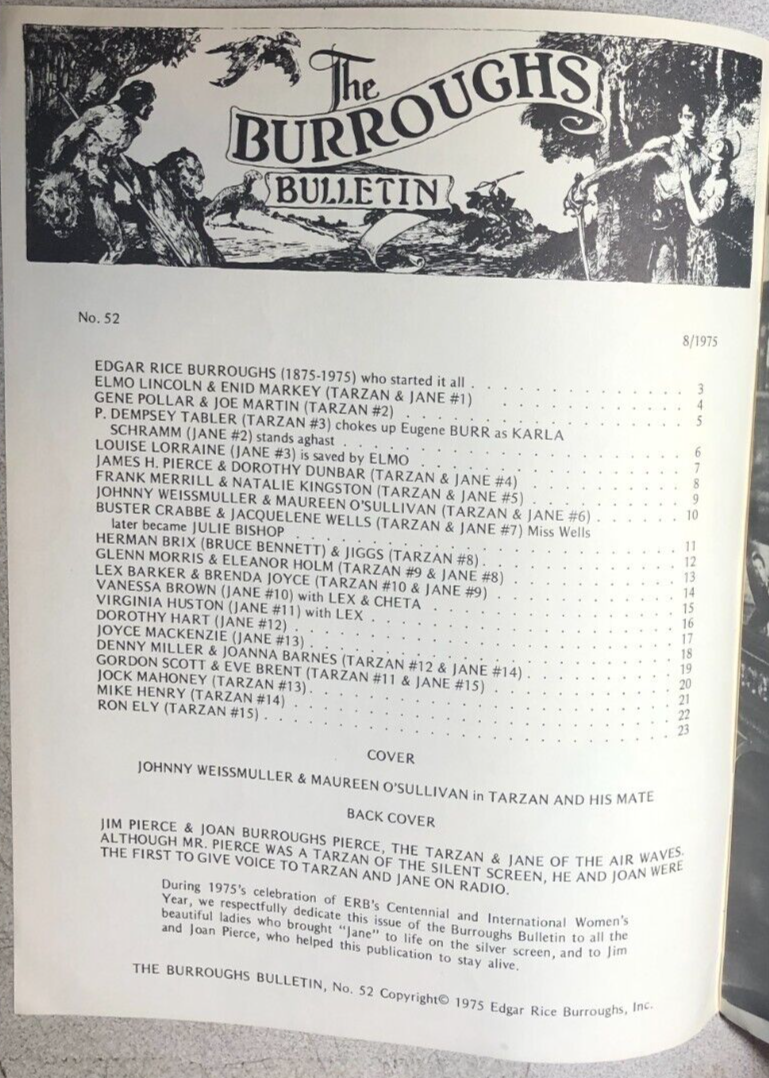 The
BURROUGHS
BULLETIN
No. 52
8/1975
EDGAR RICE BURROUGHS (1875-1975) who started it all . . . . . . . . . . . . . . . 3
ELMO LINCOLN & ENID MARKEY (TARZAN & JANE #1) . . . . . . . . . . . . . 4
GENE POLLAR & JOE MARTIN (TARZAN #2) . . . . . . . . . . . . . . . . . . 5
P. DEMPSEY TABLER (TARZAN #3) chokes up Eugene BURR as KARLA
SCHRAMM (JANE #2) stands aghast . . . . . . . . . . . . . . . . . . . . . 6
LOUISE LORRAINE (JANE #3) is saved by ELMO . . . . . . . . . . . . . . . . 7
JAMES H. PIERCE & DOROTHY DUNBAR (TARZAN & JANE #4) . . . . . . . . . . 8
FRANK MERRILL & NATALIE KINGSTON (TARZAN & JANE #5) . . . . . . . . . . 9
JOHNNY WEISSMULLER & MAUREEN O'SULLIVAN (TARZAN & JANE #6) . . . . . . 10
BUSTER CRABBE & JACQUELENE WELLS (TARZAN & JANE #7) Miss Wells
later became JULIE BISHOP . . . . . . . . . . . . . . . . . . . . . . . . 11
HERMAN BRIX (BRUCE BENNETT) & JIGGS (TARZAN #8) . . . . . . . . . . . . . 12
GLENN MORRIS & ELEANOR HOLM (TARZAN #9 & JANE #8) . . . . . . . . . . . 13
LEX BARKER & BRENDA JOYCE (TARZAN #10 & JANE #9) . . . . . . . . . . . . 14
VANESSA BROWN (JANE #10) with LEX & CHETA . . . . . . . . . . . . . . . . 15
VIRGINIA HUSTON (JANE #11) with LEX . . . . . . . . . . . . . . . . . . . 16
DOROTHY HART (JANE #12) . . . . . . . . . . . . . . . . . . . . . . . . . 17
JOYCE MACKENZIE (JANE #13) . . . . . . . . . . . . . . . . . . . . . . . . 18
DENNY MILLER & JOANNA BARNES (TARZAN #12 & JANE #14) . . . . . . . . . . 19
GORDON SCOTT & EVE BRENT (TARZAN #11 & JANE #15) . . . . . . . . . . . . 20
JOCK MAHONEY (TARZAN #13) . . . . . . . . . . . . . . . . . . . . . . . . 21
MIKE HENRY (TARZAN #14) . . . . . . . . . . . . . . . . . . . . . . . . . 22
RON ELY (TARZAN #15) . . . . . . . . . . . . . . . . . . . . . . . . . . . 23
COVER
JOHNNY WEISSMULLER & MAUREEN O'SULLIVAN in TARZAN AND HIS MATE
BACK COVER
JIM PIERCE & JOAN BURROUGHS PIERCE, THE TARZAN & JANE OF THE AIR WAVES.
ALTHOUGH MR. PIERCE WAS A TARZAN OF THE SILENT SCREEN, HE AND JOAN WERE
THE FIRST TO GIVE VOICE TO TARZAN AND JANE ON RADIO.
During 1975's celebration of ERB's Centennial and International Women's
Year, we respectfully dedicate this issue of the Burroughs Bulletin to all the
beautiful ladies who brought "Jane" to life on the silver screen, and to Jim
and Joan Pierce, who helped this publication to stay alive.
THE BURROUGHS BULLETIN, No. 52 Copyright© 1975 Edgar Rice Burroughs, Inc.